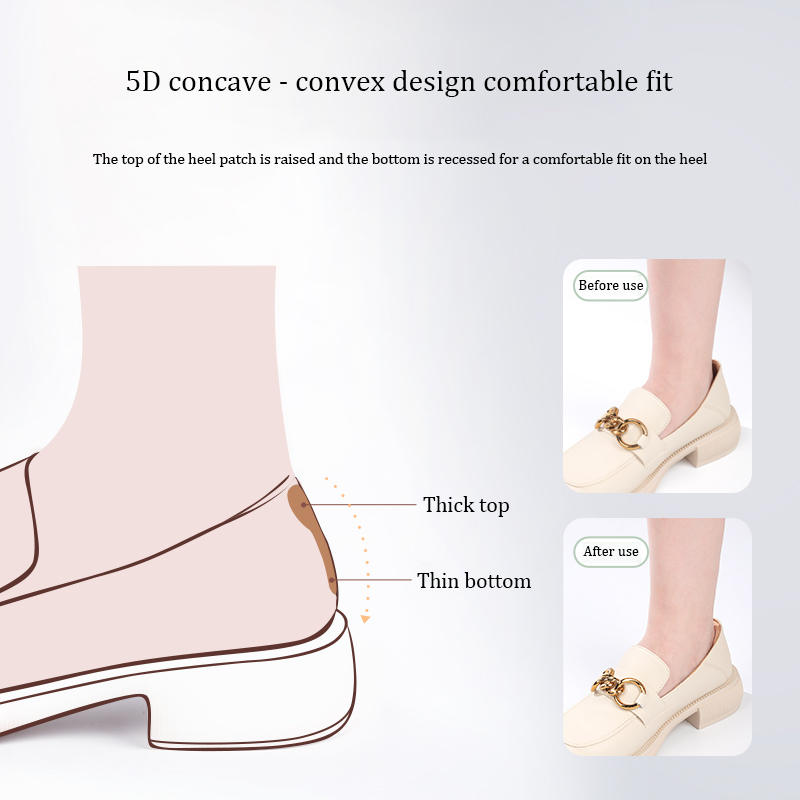 5D concave - convex design comfortable fit
The top of the heel patch is raised and the bottom is recessed for a comfortable fit on the heel
Before use
Thick top
After use
Thin bottom